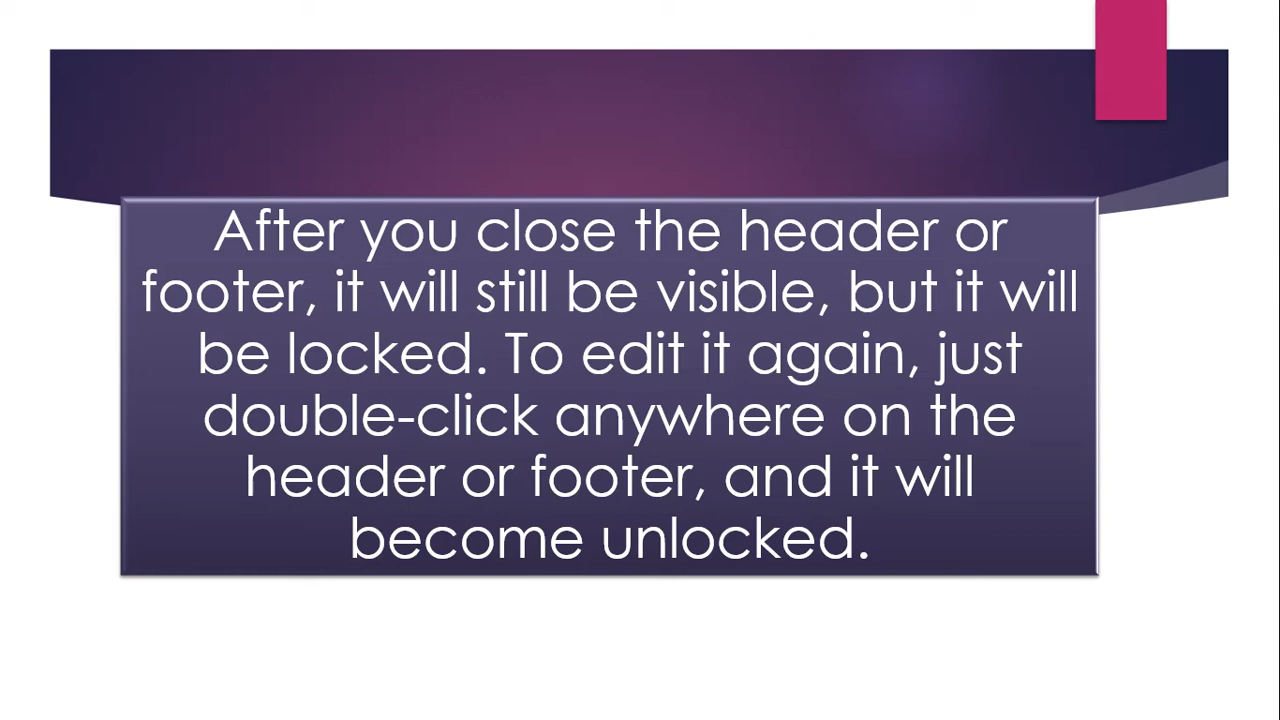 After you close the header or
footer, it will still be visible, but it will
be locked. To edit it again, just
double-click anywhere on the
header or footer, and it will
become unlocked.